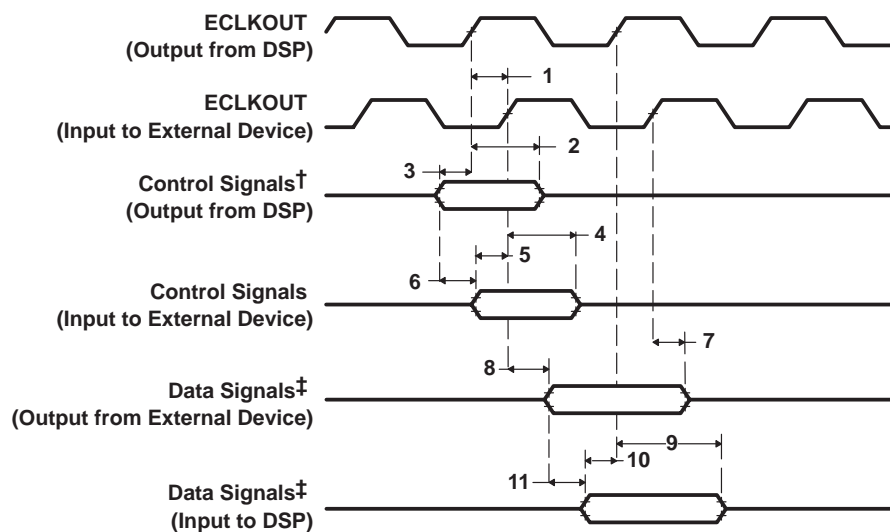 ECLKOUT
(Output from DSP)
1
ECLKOUT
(Input to External Device)
2
3
Control Signals†
(Output from DSP)
4
5
6
Control Signals
(Input to External Device)
7
8
Data Signals‡
(Output from External Device)
9
10
11
Data Signals‡
(Input to DSP)